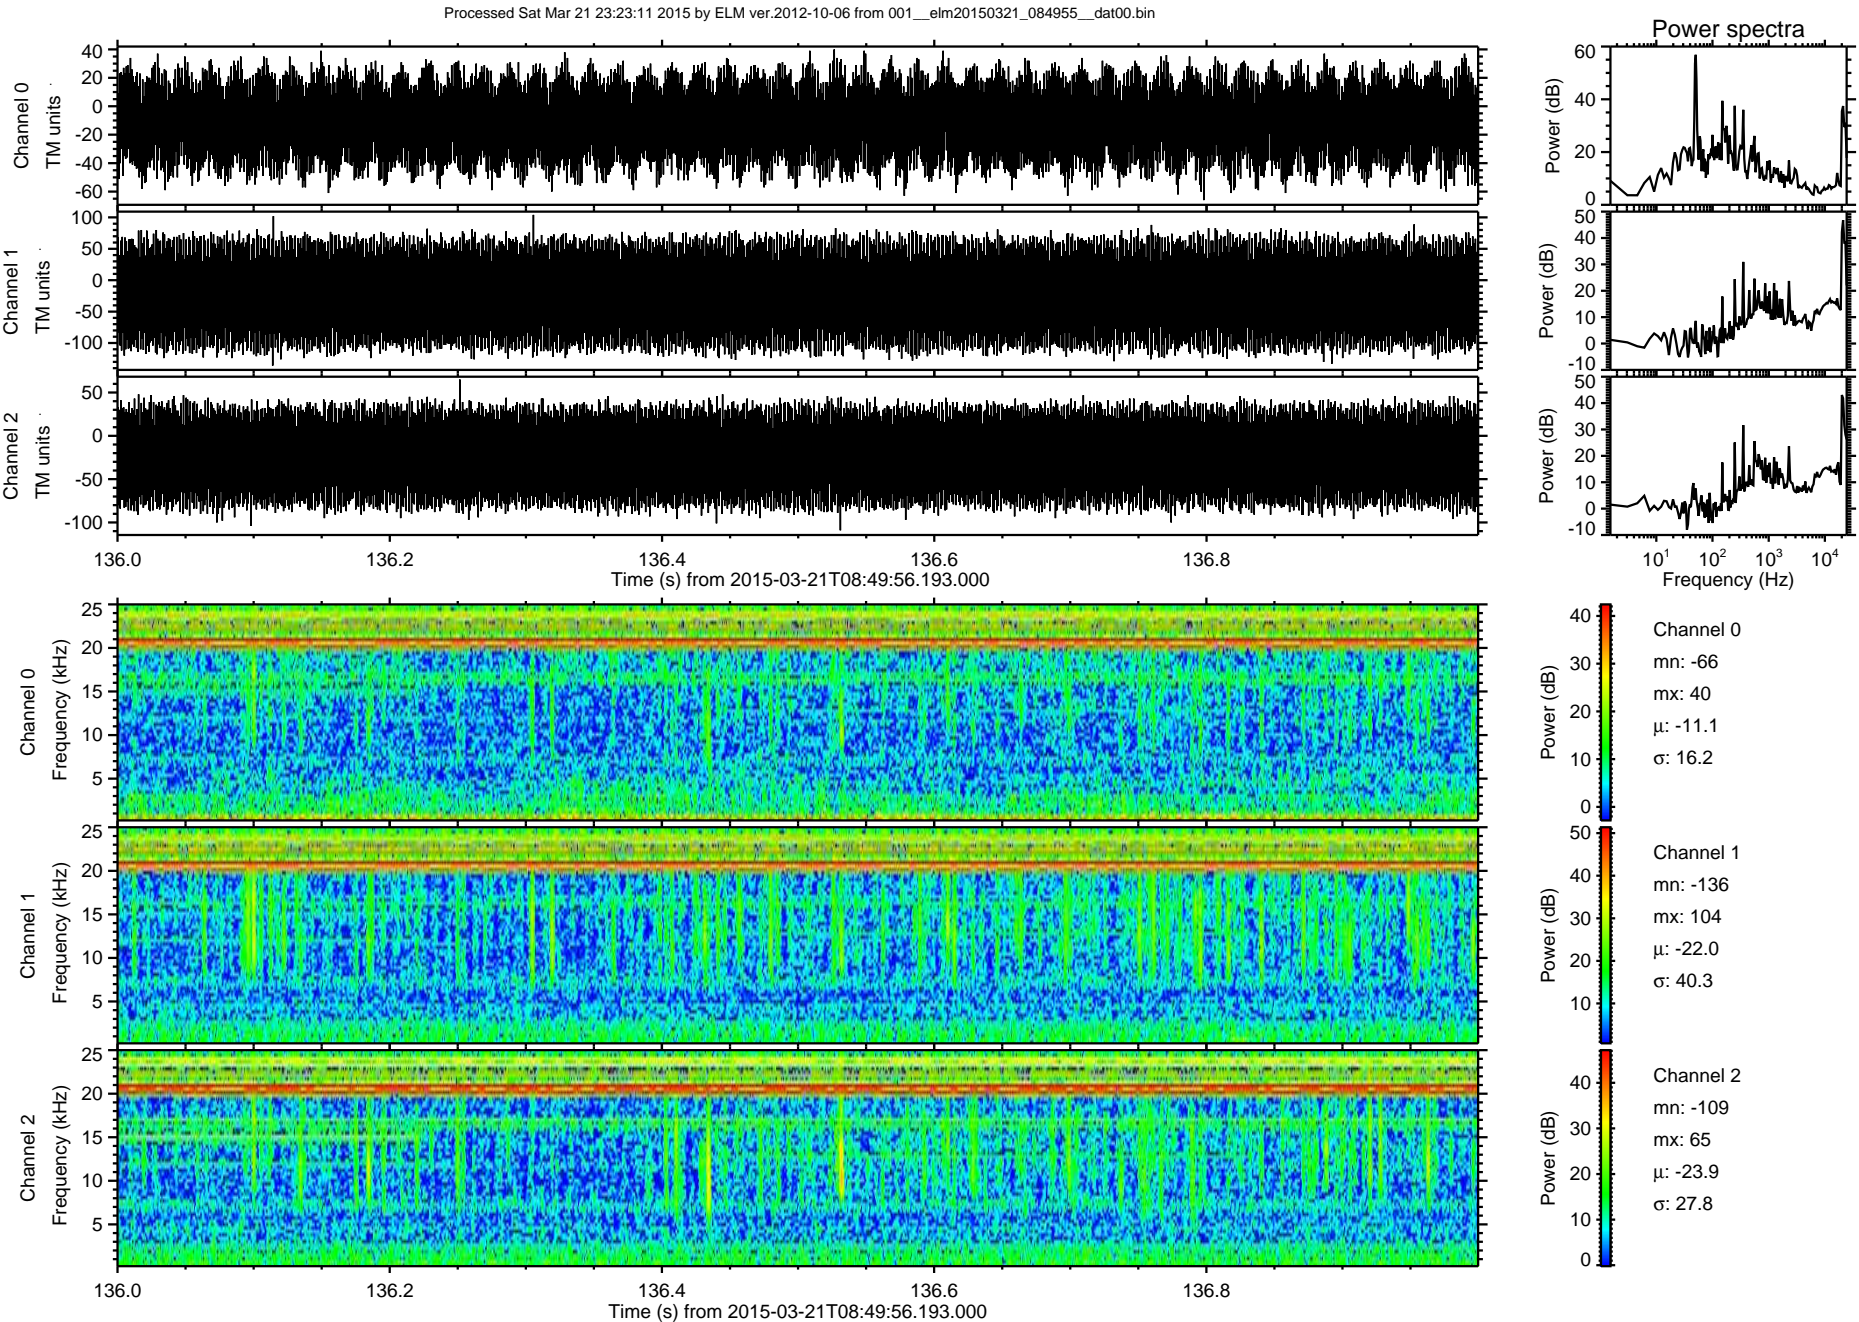 Processed Sat Mar 21 23:23:11 2015 by ELM ver.2012-10-06 from 001__elm20150321_084955__dat00.bin
Power spectra
Channel 0
TM units
40
20
0
-20
-40
-60
Power (dB)
60
40
20
0
Channel 1
TM units
100
50
0
-50
-100
Power (dB)
50
40
30
20
10
0
-10
Channel 2
TM units
50
0
-50
-100
Power (dB)
50
40
30
20
10
0
-10
136.0 136.2 136.4 136.6 136.8
Time (s) from 2015-03-21T08:49:56.193.000
10^1 10^2 10^3 10^4
Frequency (Hz)
Channel 0
Frequency (kHz)
25
20
15
10
5
Power (dB)
40
30
20
10
0
Channel 0
mn: -66
mx: 40
μ: -11.1
σ: 16.2
Channel 1
Frequency (kHz)
25
20
15
10
5
Power (dB)
50
40
30
20
10
Channel 1
mn: -136
mx: 104
μ: -22.0
σ: 40.3
Channel 2
Frequency (kHz)
25
20
15
10
5
Power (dB)
40
30
20
10
0
Channel 2
mn: -109
mx: 65
μ: -23.9
σ: 27.8
136.0 136.2 136.4 136.6 136.8
Time (s) from 2015-03-21T08:49:56.193.000